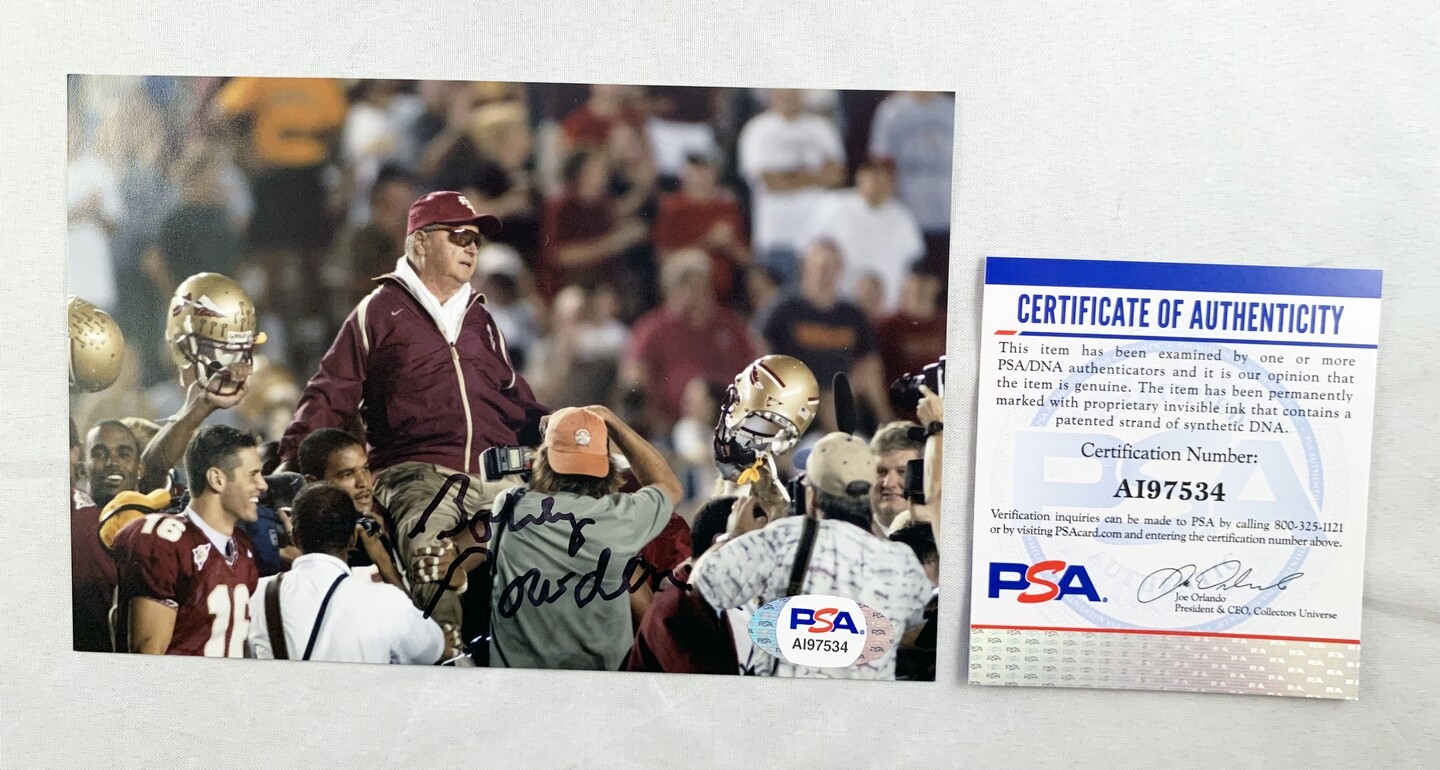 Bobby
Bowden
16
16
PSA
AI97534
CERTIFICATE OF AUTHENTICITY
This item has been examined by one or more
PSA/DNA authenticators and it is our opinion that
the item is genuine. The item has been permanently
marked with proprietary invisible ink that contains a
patented strand of synthetic DNA.
Certification Number:
AI97534
Verification inquiries can be made to PSA by calling 800-325-1121
or by visiting PSAcard.com and entering the certification number above.
PSA
Joe Orlando
President & CEO, Collectors Universe